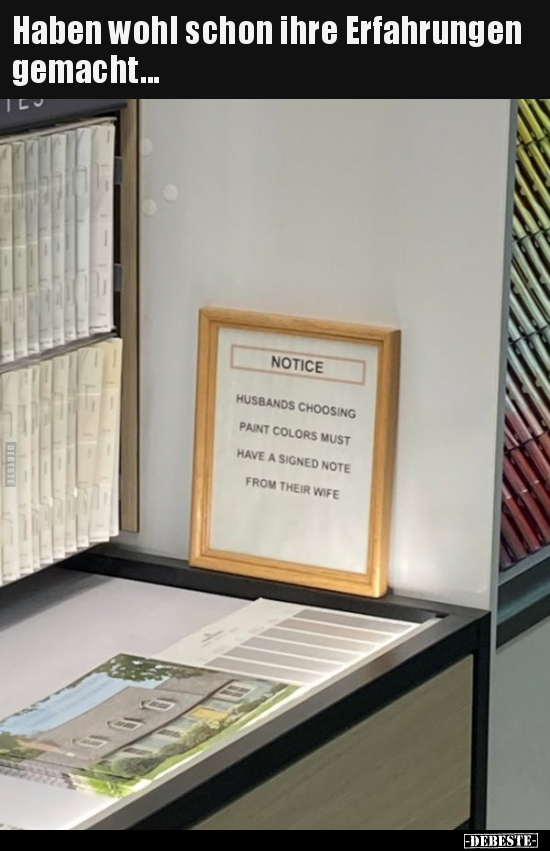 Haben wohl schon ihre Erfahrungen
gemacht...
NOTICE
HUSBANDS CHOOSING
PAINT COLORS MUST
HAVE A SIGNED NOTE
FROM THEIR WIFE
-DEBESTE-